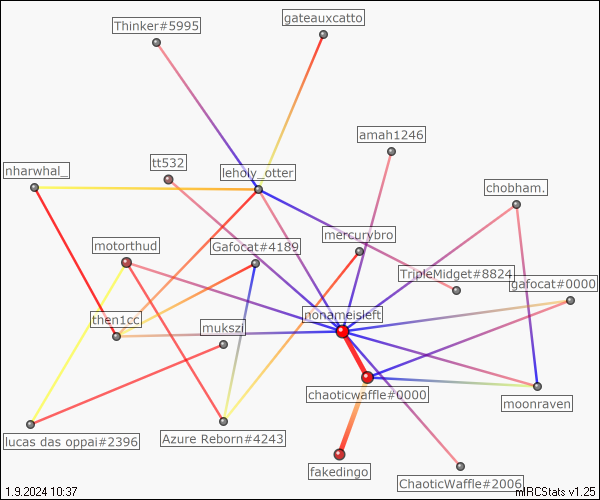 gateauxcatto
Thinker#5995
amah1246
tt532
nharwhal_
leholy_otter
chobham.
mercurybro
motorthud
Gafocat#4189
TripleMidget#8824
gafocat#0000
nonameisleft
then1cc
mukszi
chaoticwaffle#0000
moonraven
lucas das oppai#2396
Azure Reborn#4243
fakedingo
ChaoticWaffle#2006
1.9.2024 10:37
mIRCStats v1.25